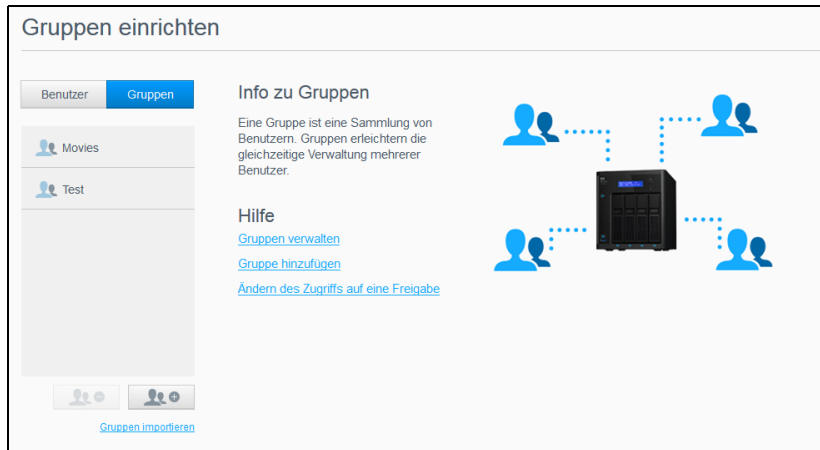 Gruppen einrichten
Benutzer
Gruppen
Movies
Test
Gruppen importieren
Info zu Gruppen
Eine Gruppe ist eine Sammlung von
Benutzern. Gruppen erleichtern die
gleichzeitige Verwaltung mehrerer
Benutzer.
Hilfe
Gruppen verwalten
Gruppe hinzufügen
Ändern des Zugriffs auf eine Freigabe